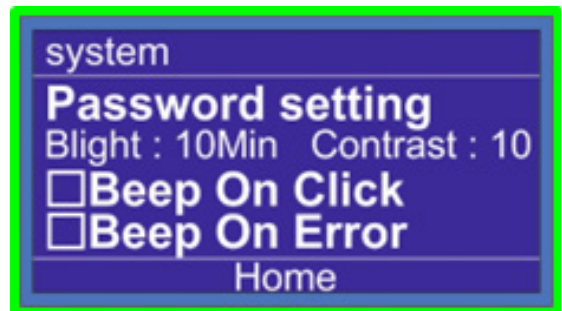 system
Password setting
Blight : 10Min Contrast : 10
☐Beep On Click
☐Beep On Error
Home